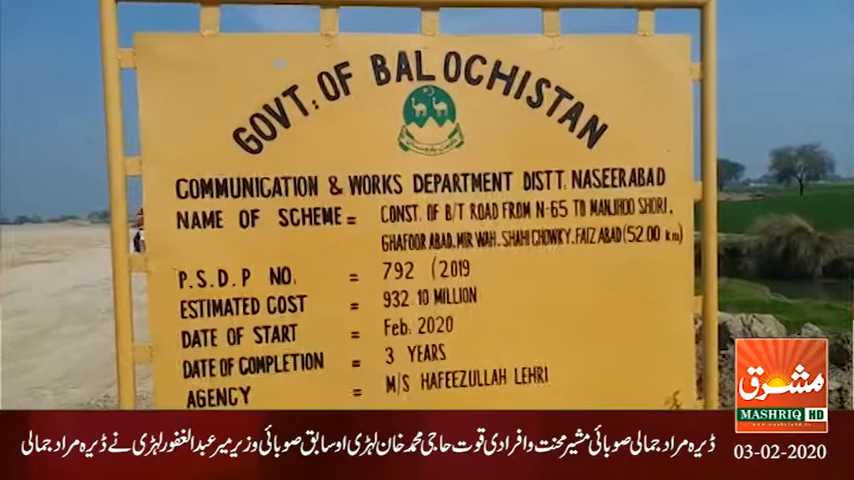 GOVT: OF BALOCHISTAN
COMMUNICATION & WORKS DEPARTMENT DISTT. NASEERABAD
NAME OF SCHEME = CONST. OF B/T ROAD FROM N-65 TO MANJHOO SHORI,
GHAFOOR ABAD.MIR WAH.SHAHI CHOWKY.FAIZ ABAD (52.00 km)
P.S.D.P NO. = 792 (2019
ESTIMATED COST = 932.10 MILLION
DATE OF START = Feb: 2020
DATE OF COMPLETION = 3 YEARS
AGENCY = M/S HAFEEZULLAH LEHRI
مشرق
MASHRIQ HD
ڈیرہ مراد جمالی صوبائی مشیر محنت و افرادی قوت حاجی محمد خان لہڑی او سابق صوبائی وزیر میر عبدالغفور لہڑی نے ڈیرہ مراد جمالی
03-02-2020